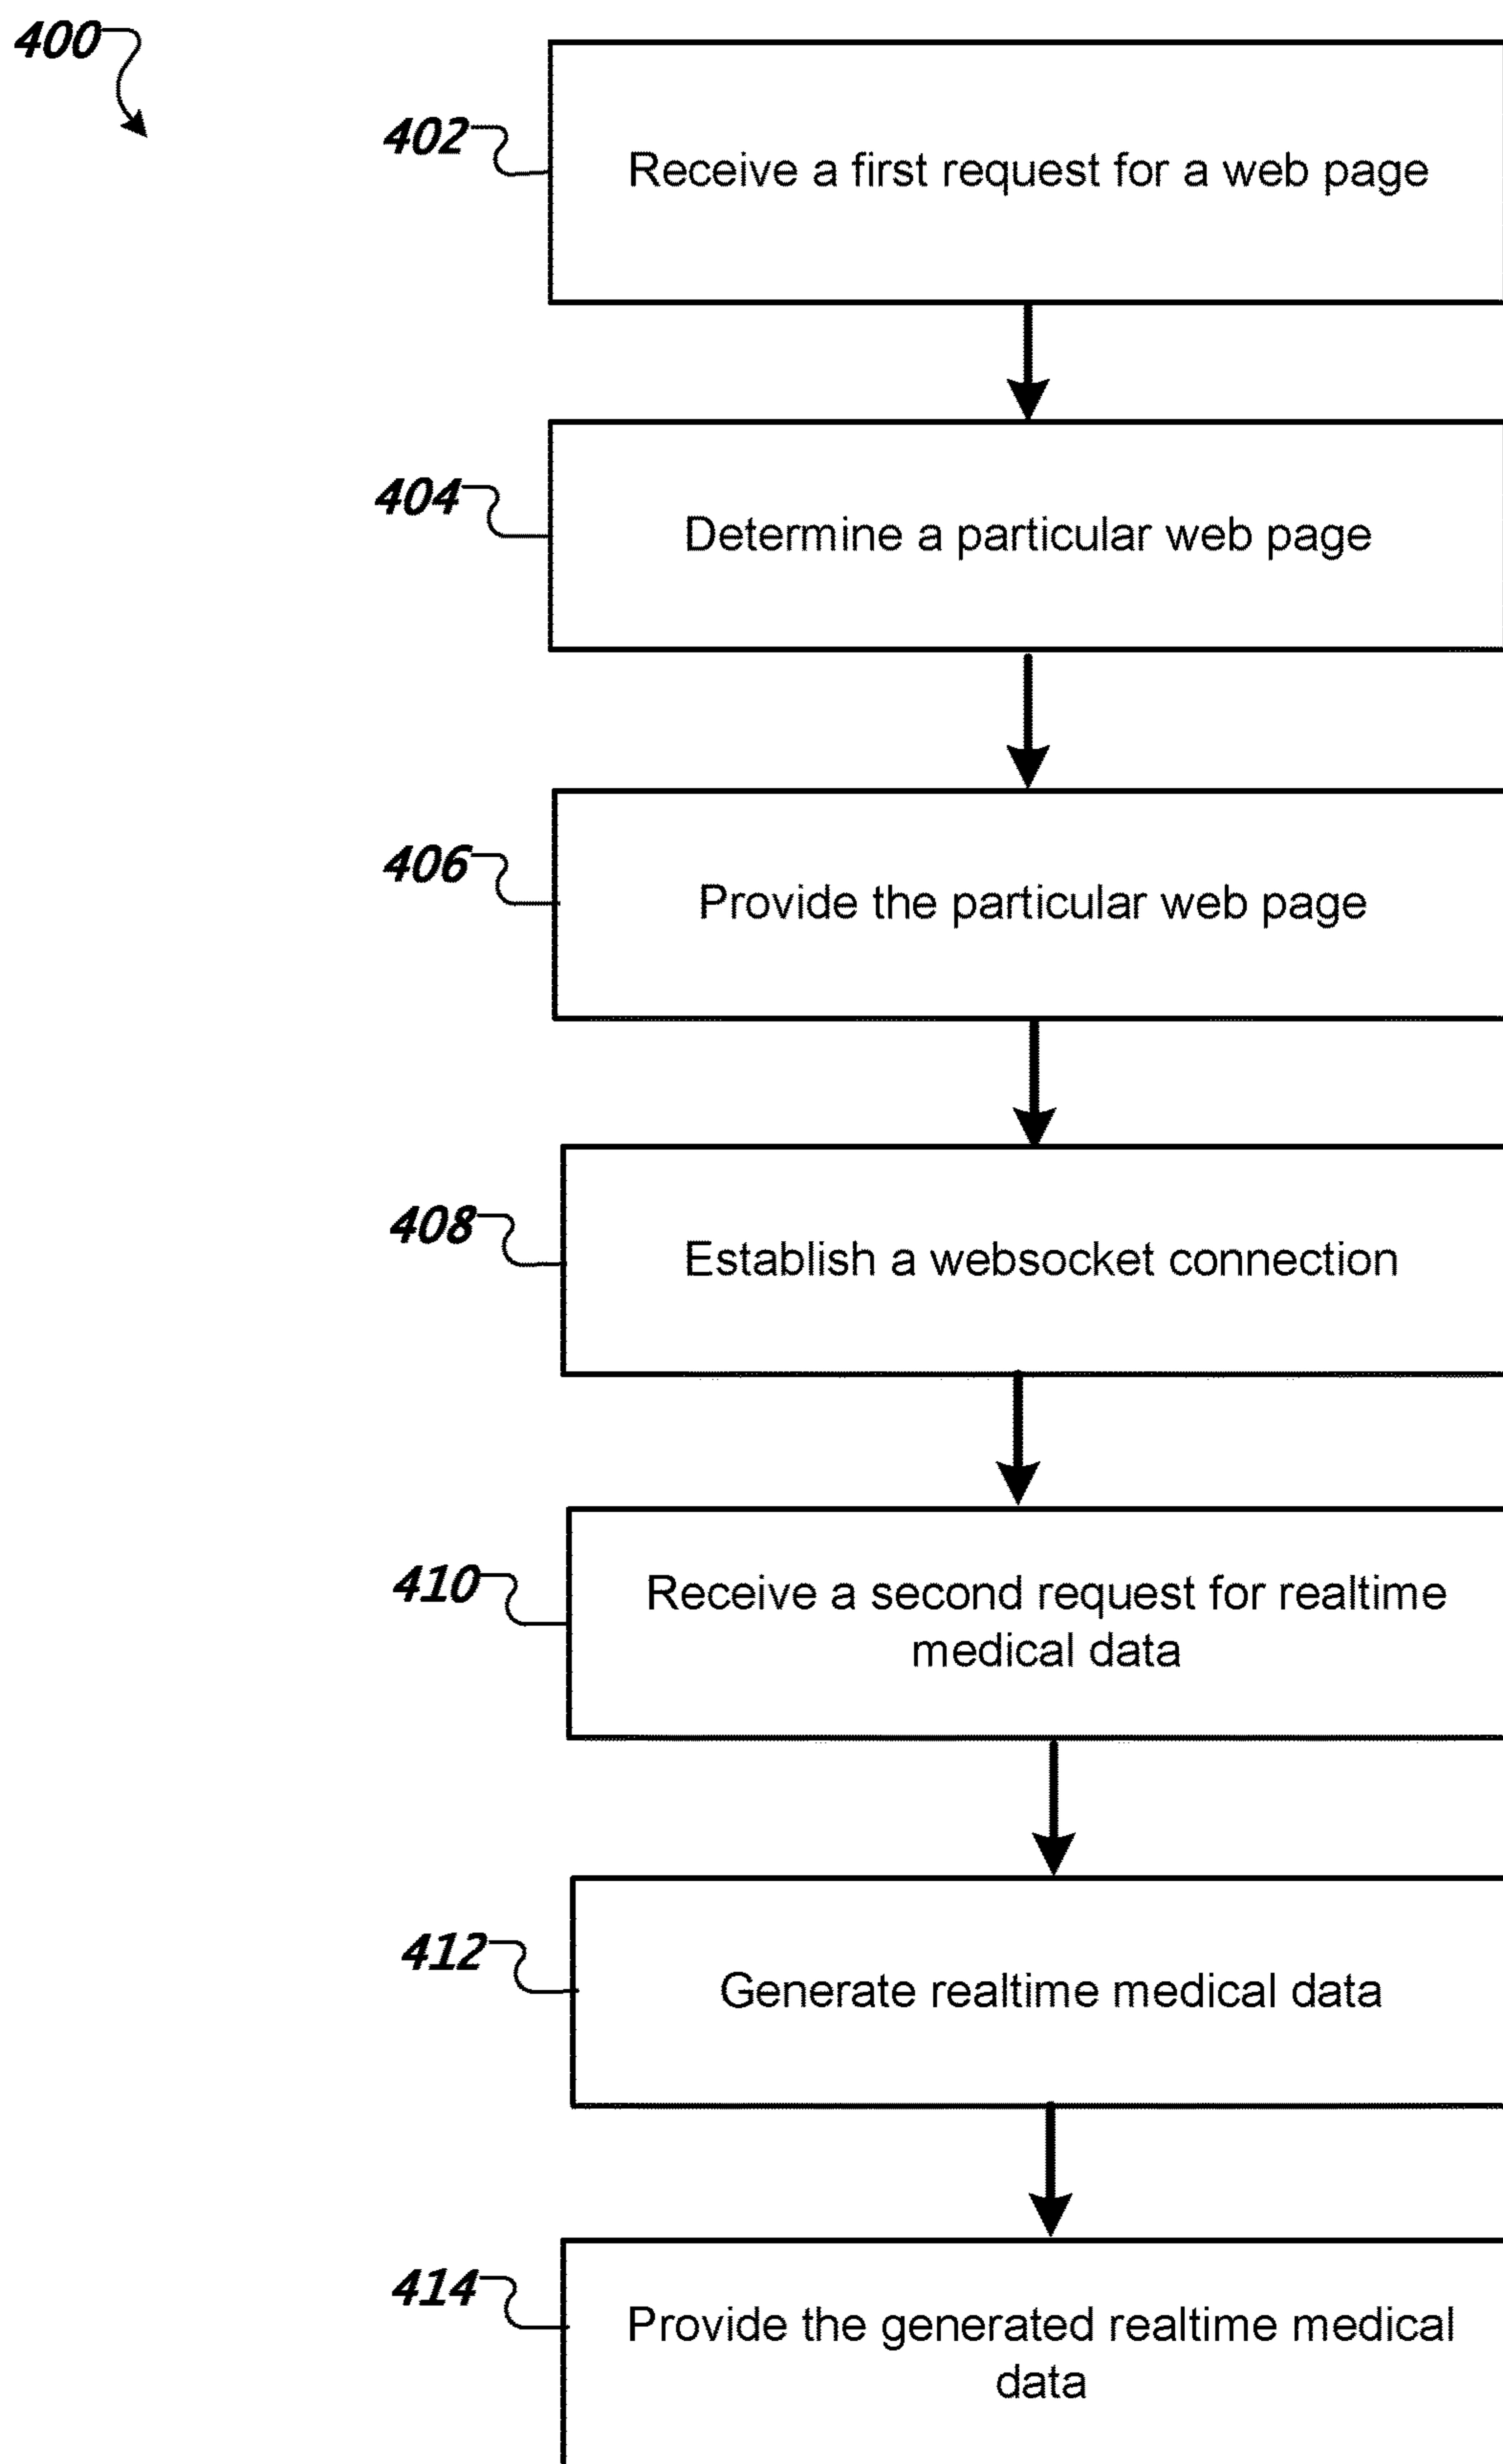 400
402
Receive a first request for a web page
404
Determine a particular web page
406
Provide the particular web page
408
Establish a websocket connection
410
Receive a second request for realtime
medical data
412
Generate realtime medical data
414
Provide the generated realtime medical
data